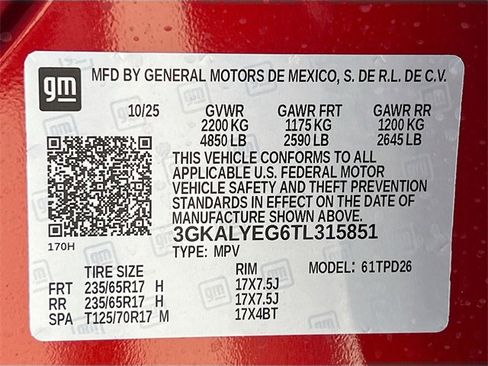 gm MFD BY GENERAL MOTORS DE MEXICO, S. DE R.L. DE C.V.
10/25 GVWR GAWR FRT GAWR RR
2200 KG 1175 KG 1200 KG
4850 LB 2590 LB 2645 LB
THIS VEHICLE CONFORMS TO ALL
APPLICABLE U.S. FEDERAL MOTOR
VEHICLE SAFETY AND THEFT PREVENTION
STANDARDS IN EFFECT ON THE DATE OF
MANUFACTURE SHOWN ABOVE.
3GKALYEG6TL315851
170H
TYPE: MPV
TIRE SIZE RIM MODEL: 61TPD26
FRT 235/65R17 H 17X7.5J
RR 235/65R17 H 17X7.5J
SPA T125/70R17 M 17X4BT